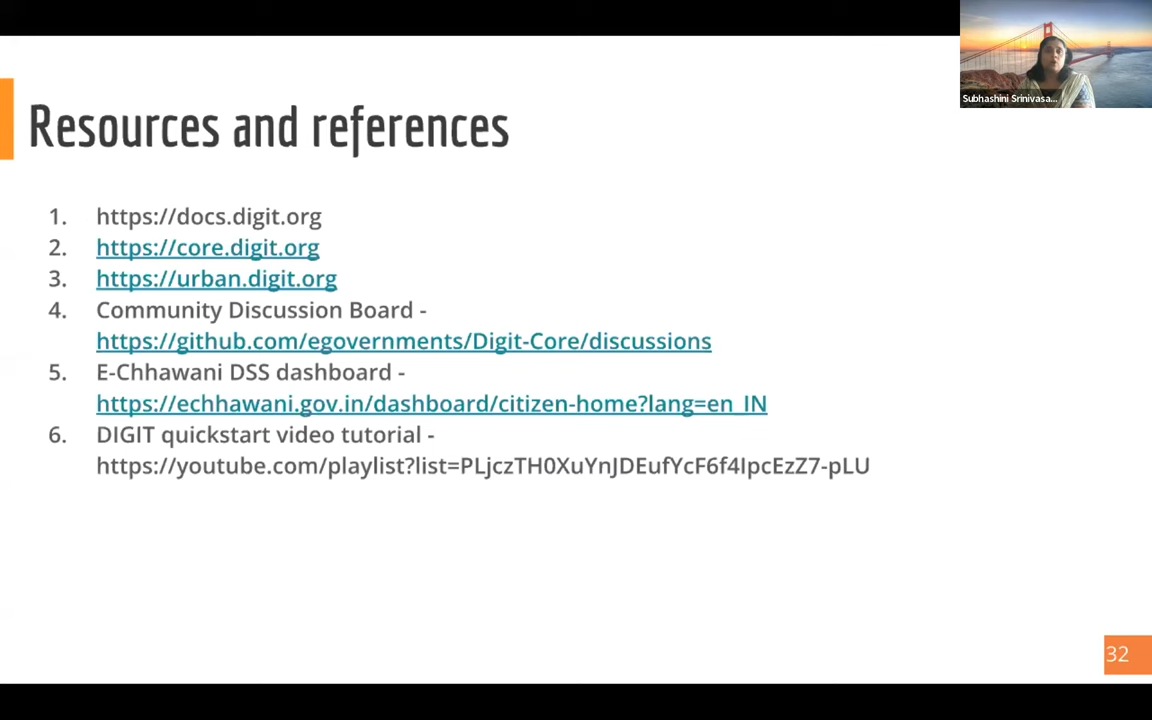 Subhashini Srinivasa...
Resources and references
1. https://docs.digit.org
2. https://core.digit.org
3. https://urban.digit.org
4. Community Discussion Board -
https://github.com/egovernments/Digit-Core/discussions
5. E-Chhawani DSS dashboard -
https://echhawani.gov.in/dashboard/citizen-home?lang=en_IN
6. DIGIT quickstart video tutorial -
https://youtube.com/playlist?list=PLjczTH0XuYnJDEufYcF6f4IpcEzZ7-pLU
32